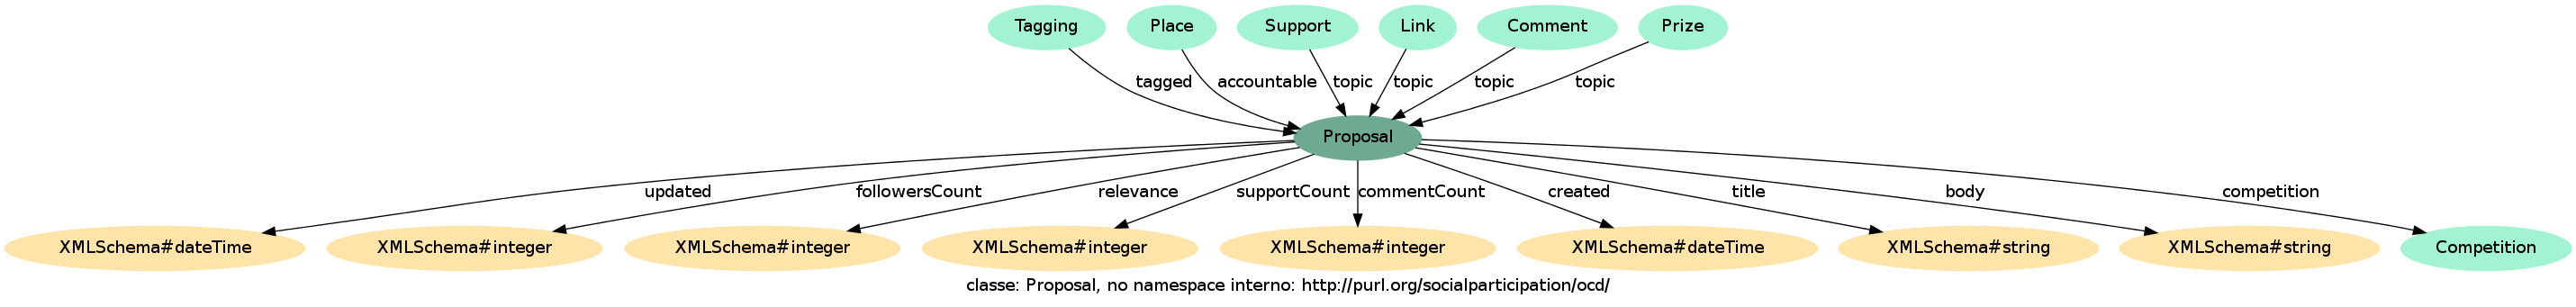 Tagging Place Support Link Comment Prize
tagged accountable topic topic topic topic
Proposal
updated followersCount relevance supportCount commentCount created title body competition
XMLSchema#dateTime XMLSchema#integer XMLSchema#integer XMLSchema#integer XMLSchema#integer XMLSchema#dateTime XMLSchema#string XMLSchema#string Competition
classe: Proposal, no namespace interno: http://purl.org/socialparticipation/ocd/